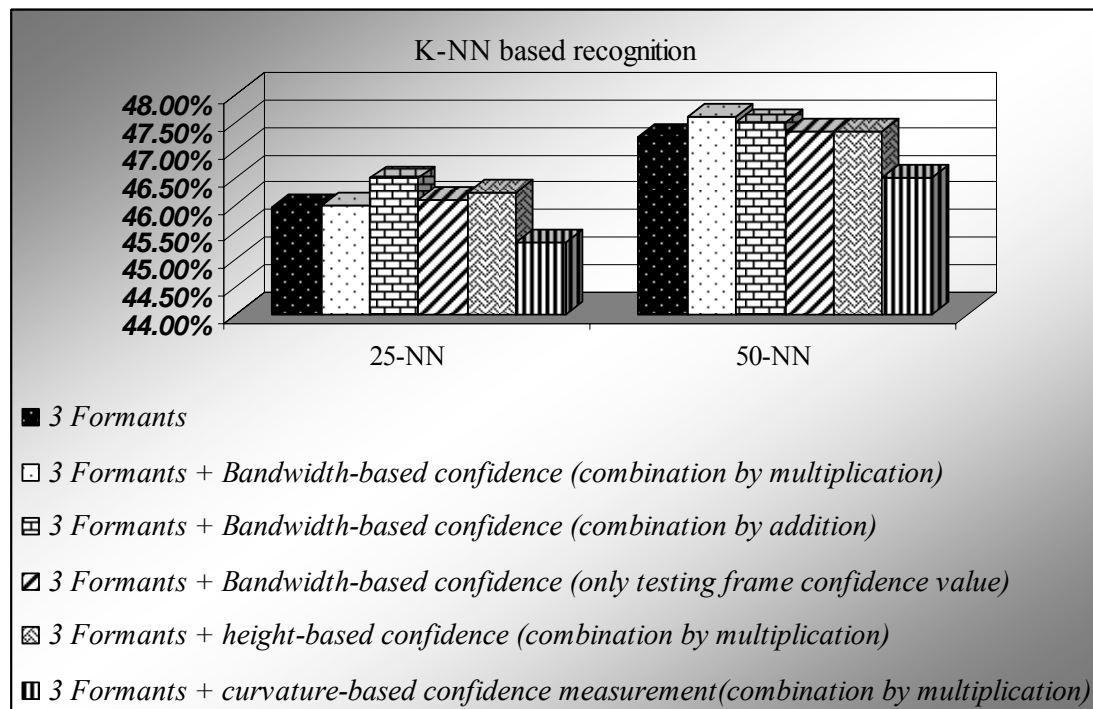 K-NN based recognition
48.00%
47.50%
47.00%
46.50%
46.00%
45.50%
45.00%
44.50%
44.00%
25-NN 50-NN
3 Formants
3 Formants + Bandwidth-based confidence (combination by multiplication)
3 Formants + Bandwidth-based confidence (combination by addition)
3 Formants + Bandwidth-based confidence (only testing frame confidence value)
3 Formants + height-based confidence (combination by multiplication)
3 Formants + curvature-based confidence measurement(combination by multiplication)